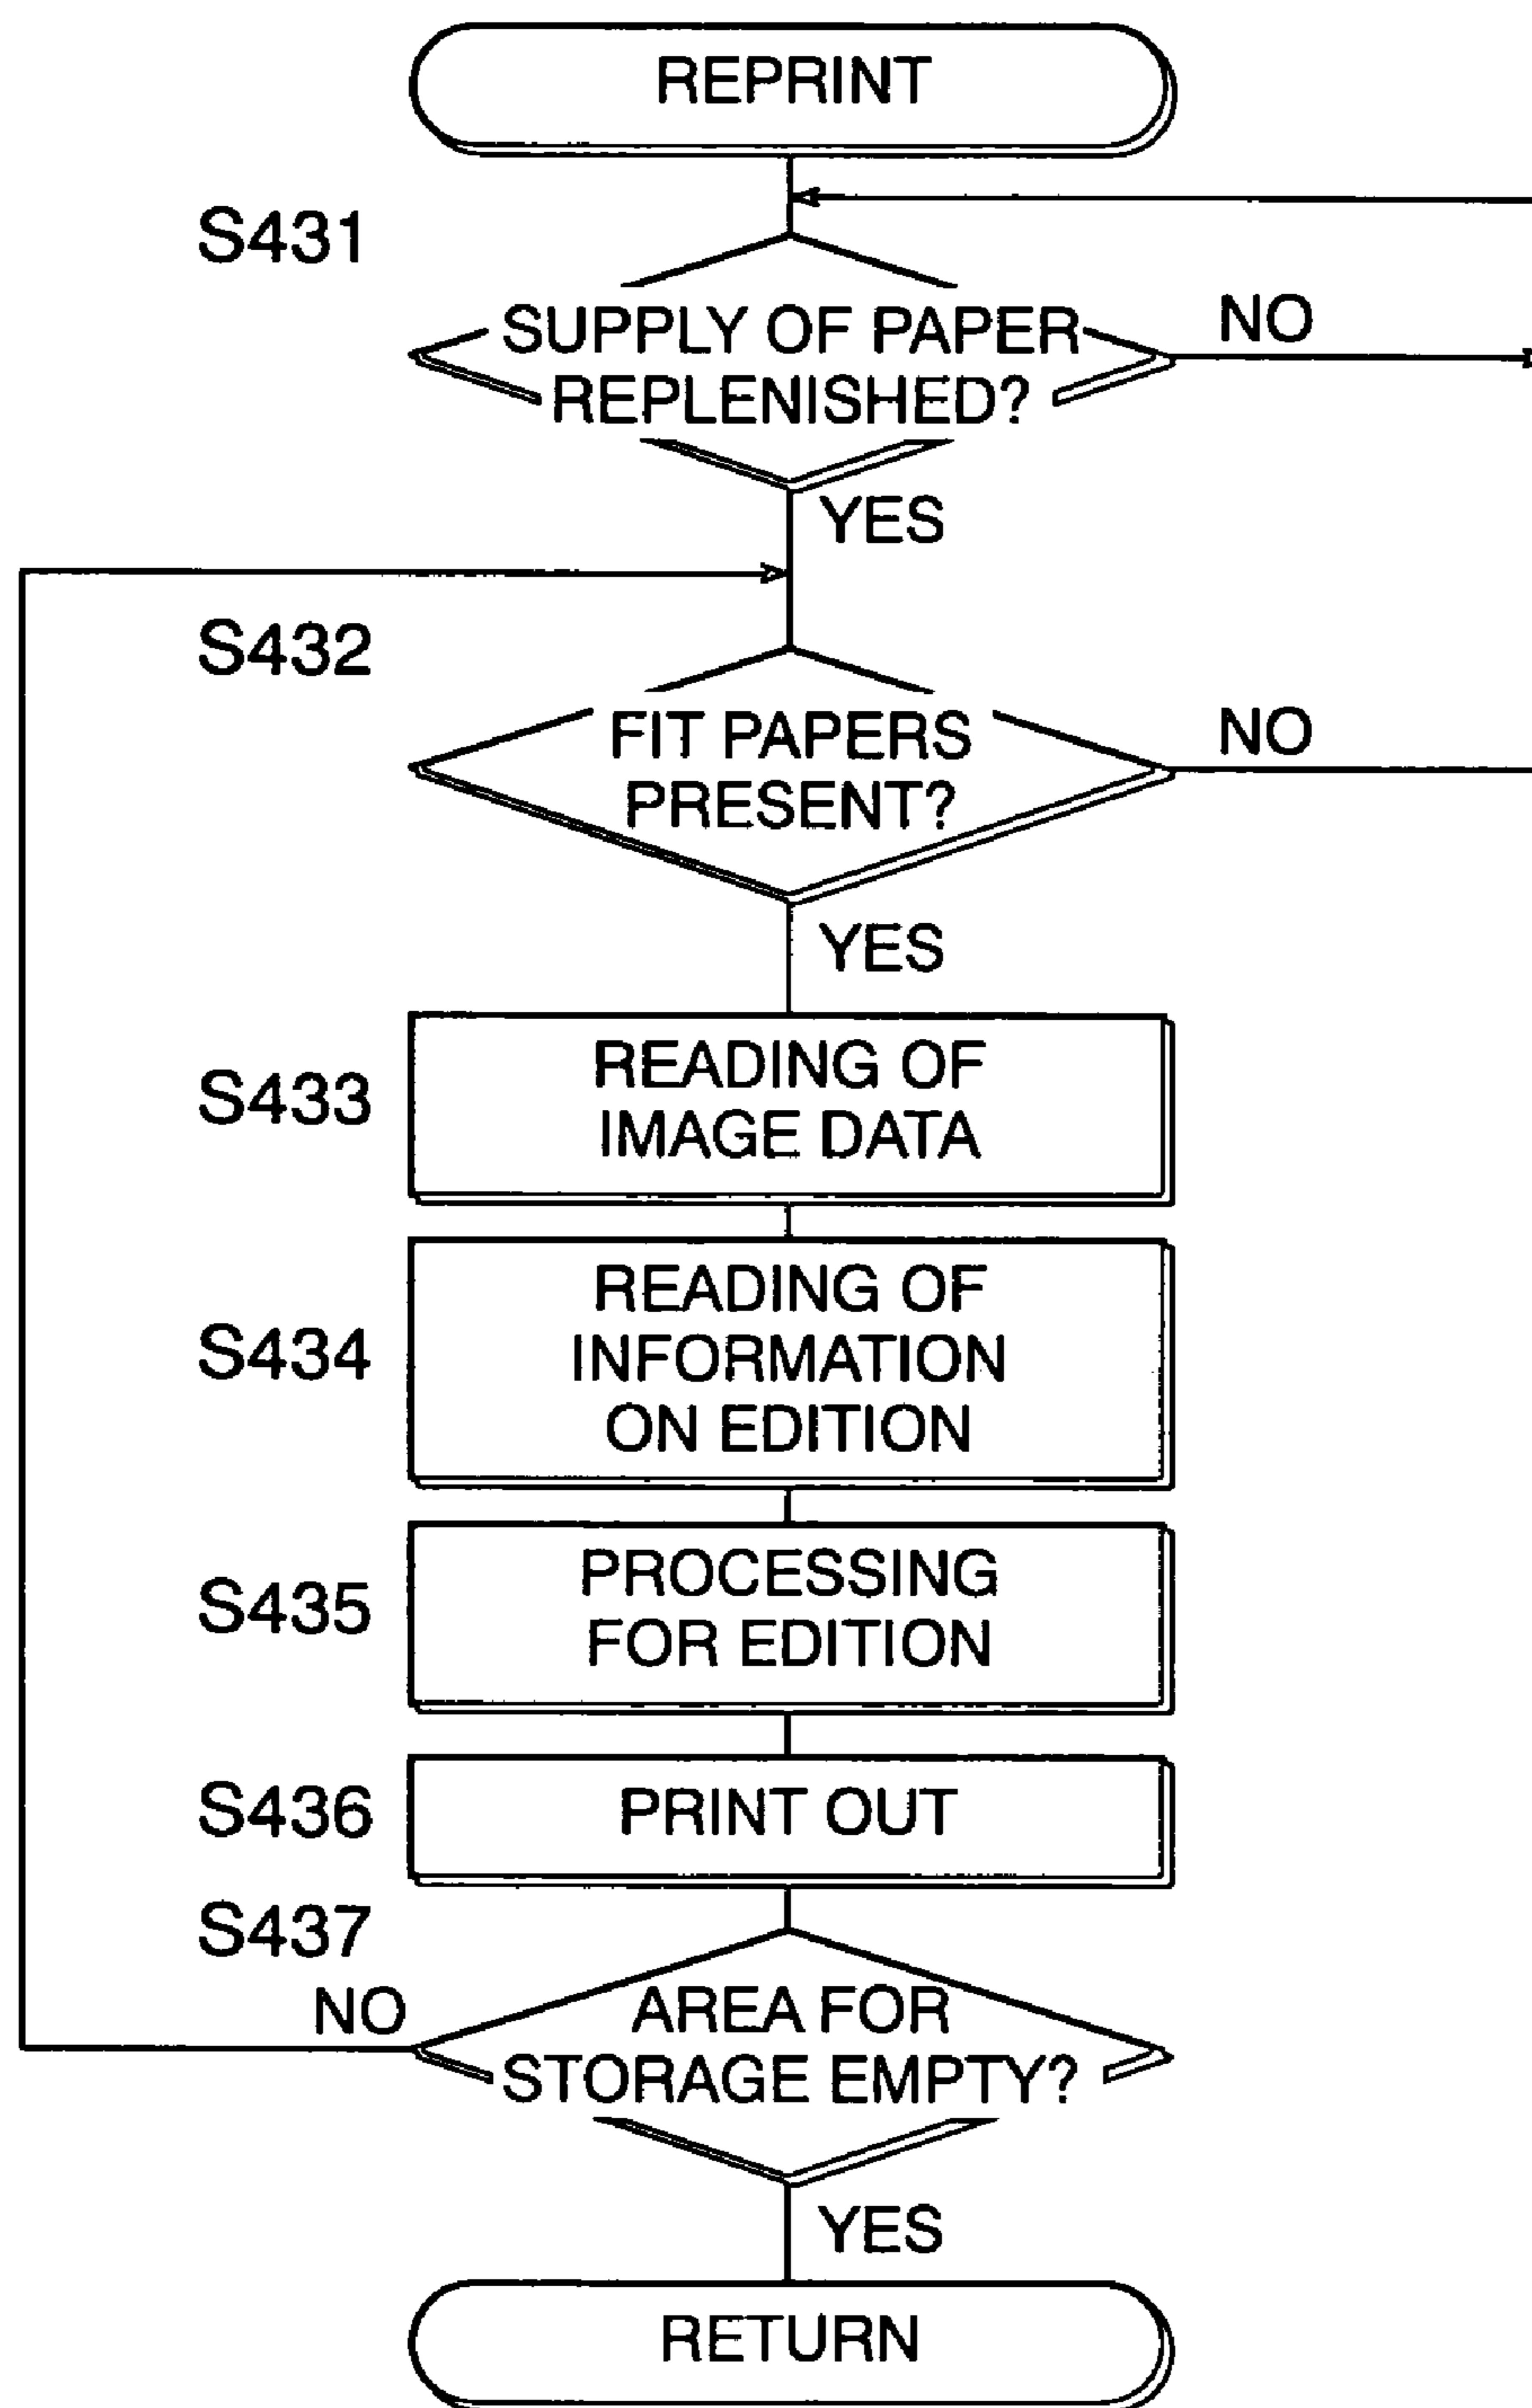 REPRINT
S431
SUPPLY OF PAPER
REPLENISHED?
NO
YES
S432
FIT PAPERS
PRESENT?
NO
YES
S433
READING OF
IMAGE DATA
S434
READING OF
INFORMATION
ON EDITION
S435
PROCESSING
FOR EDITION
S436
PRINT OUT
S437
NO
AREA FOR
STORAGE EMPTY?
YES
RETURN